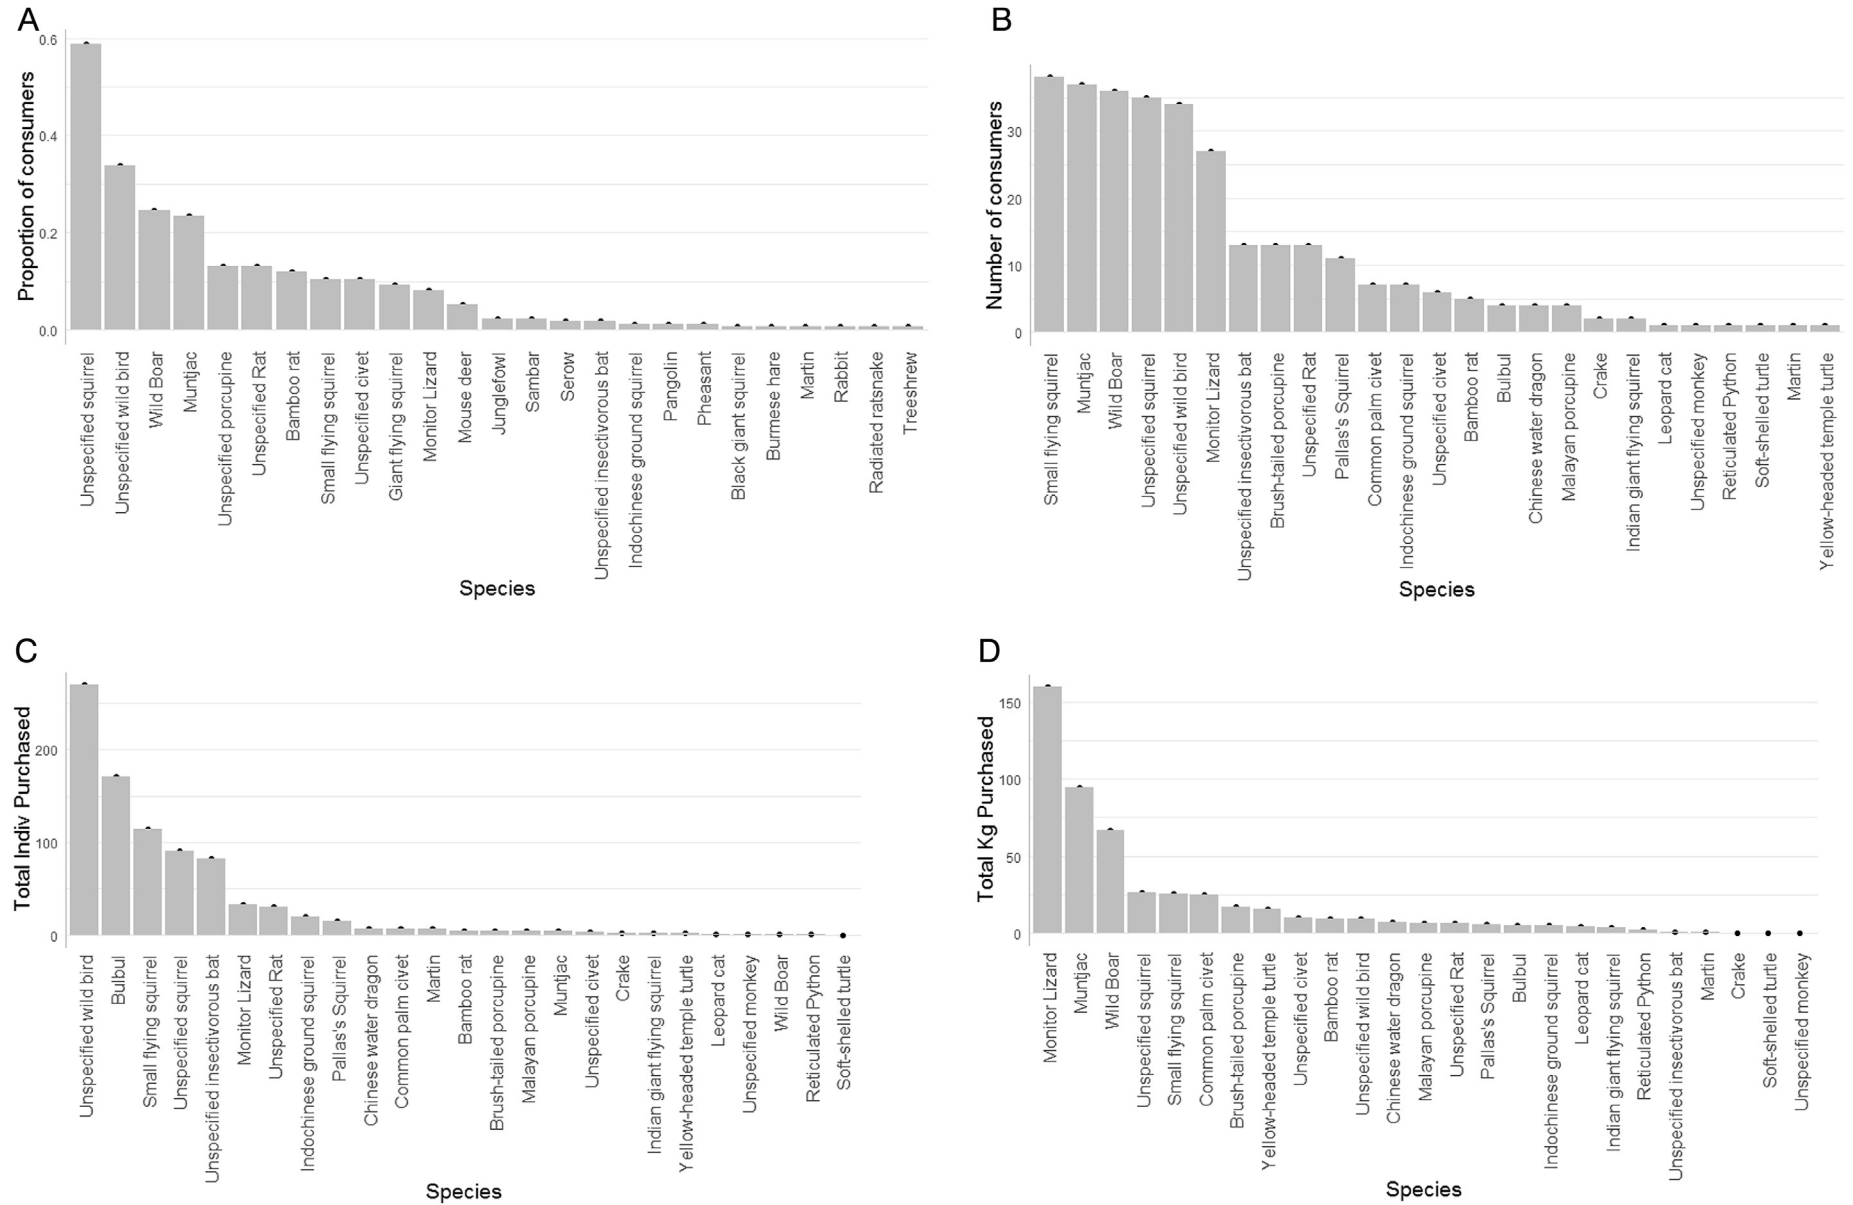 A
Proportion of consumers
0.6
0.4
0.2
0.0
Unspecified squirrel
Unspecified wild bird
Wild Boar
Muntjac
Unspecified porcupine
Unspecified Rat
Bamboo rat
Small flying squirrel
Unspecified civet
Giant flying squirrel
Monitor Lizard
Mouse deer
Junglefowl
Sambar
Serow
Unspecified insectivorous bat
Indochinese ground squirrel
Pangolin
Pheasant
Black giant squirrel
Burmese hare
Martin
Rabbit
Radiated ratsnake
Treeshrew
Species
B
Number of consumers
30
20
10
0
Small flying squirrel
Muntjac
Wild Boar
Unspecified squirrel
Unspecified wild bird
Monitor Lizard
Unspecified insectivorous bat
Brush-tailed porcupine
Unspecified Rat
Pallas's Squirrel
Common palm civet
Indochinese ground squirrel
Unspecified civet
Bamboo rat
Bulbul
Chinese water dragon
Malayan porcupine
Crake
Indian giant flying squirrel
Leopard cat
Unspecified monkey
Reticulated Python
Soft-shelled turtle
Martin
Yellow-headed temple turtle
Species
C
Total Indiv Purchased
200
100
0
Unspecified wild bird
Bulbul
Small flying squirrel
Unspecified squirrel
Unspecified insectivorous bat
Monitor Lizard
Unspecified Rat
Indochinese ground squirrel
Pallas's Squirrel
Chinese water dragon
Common palm civet
Martin
Bamboo rat
Brush-tailed porcupine
Malayan porcupine
Muntjac
Unspecified civet
Crake
Indian giant flying squirrel
Yellow-headed temple turtle
Leopard cat
Unspecified monkey
Wild Boar
Reticulated Python
Soft-shelled turtle
Species
D
Total Kg Purchased
150
100
50
0
Monitor Lizard
Muntjac
Wild Boar
Unspecified squirrel
Small flying squirrel
Common palm civet
Brush-tailed porcupine
Yellow-headed temple turtle
Unspecified civet
Bamboo rat
Unspecified wild bird
Chinese water dragon
Malayan porcupine
Unspecified Rat
Pallas's Squirrel
Bulbul
Indochinese ground squirrel
Leopard cat
Indian giant flying squirrel
Reticulated Python
Unspecified insectivorous bat
Martin
Crake
Soft-shelled turtle
Unspecified monkey
Species